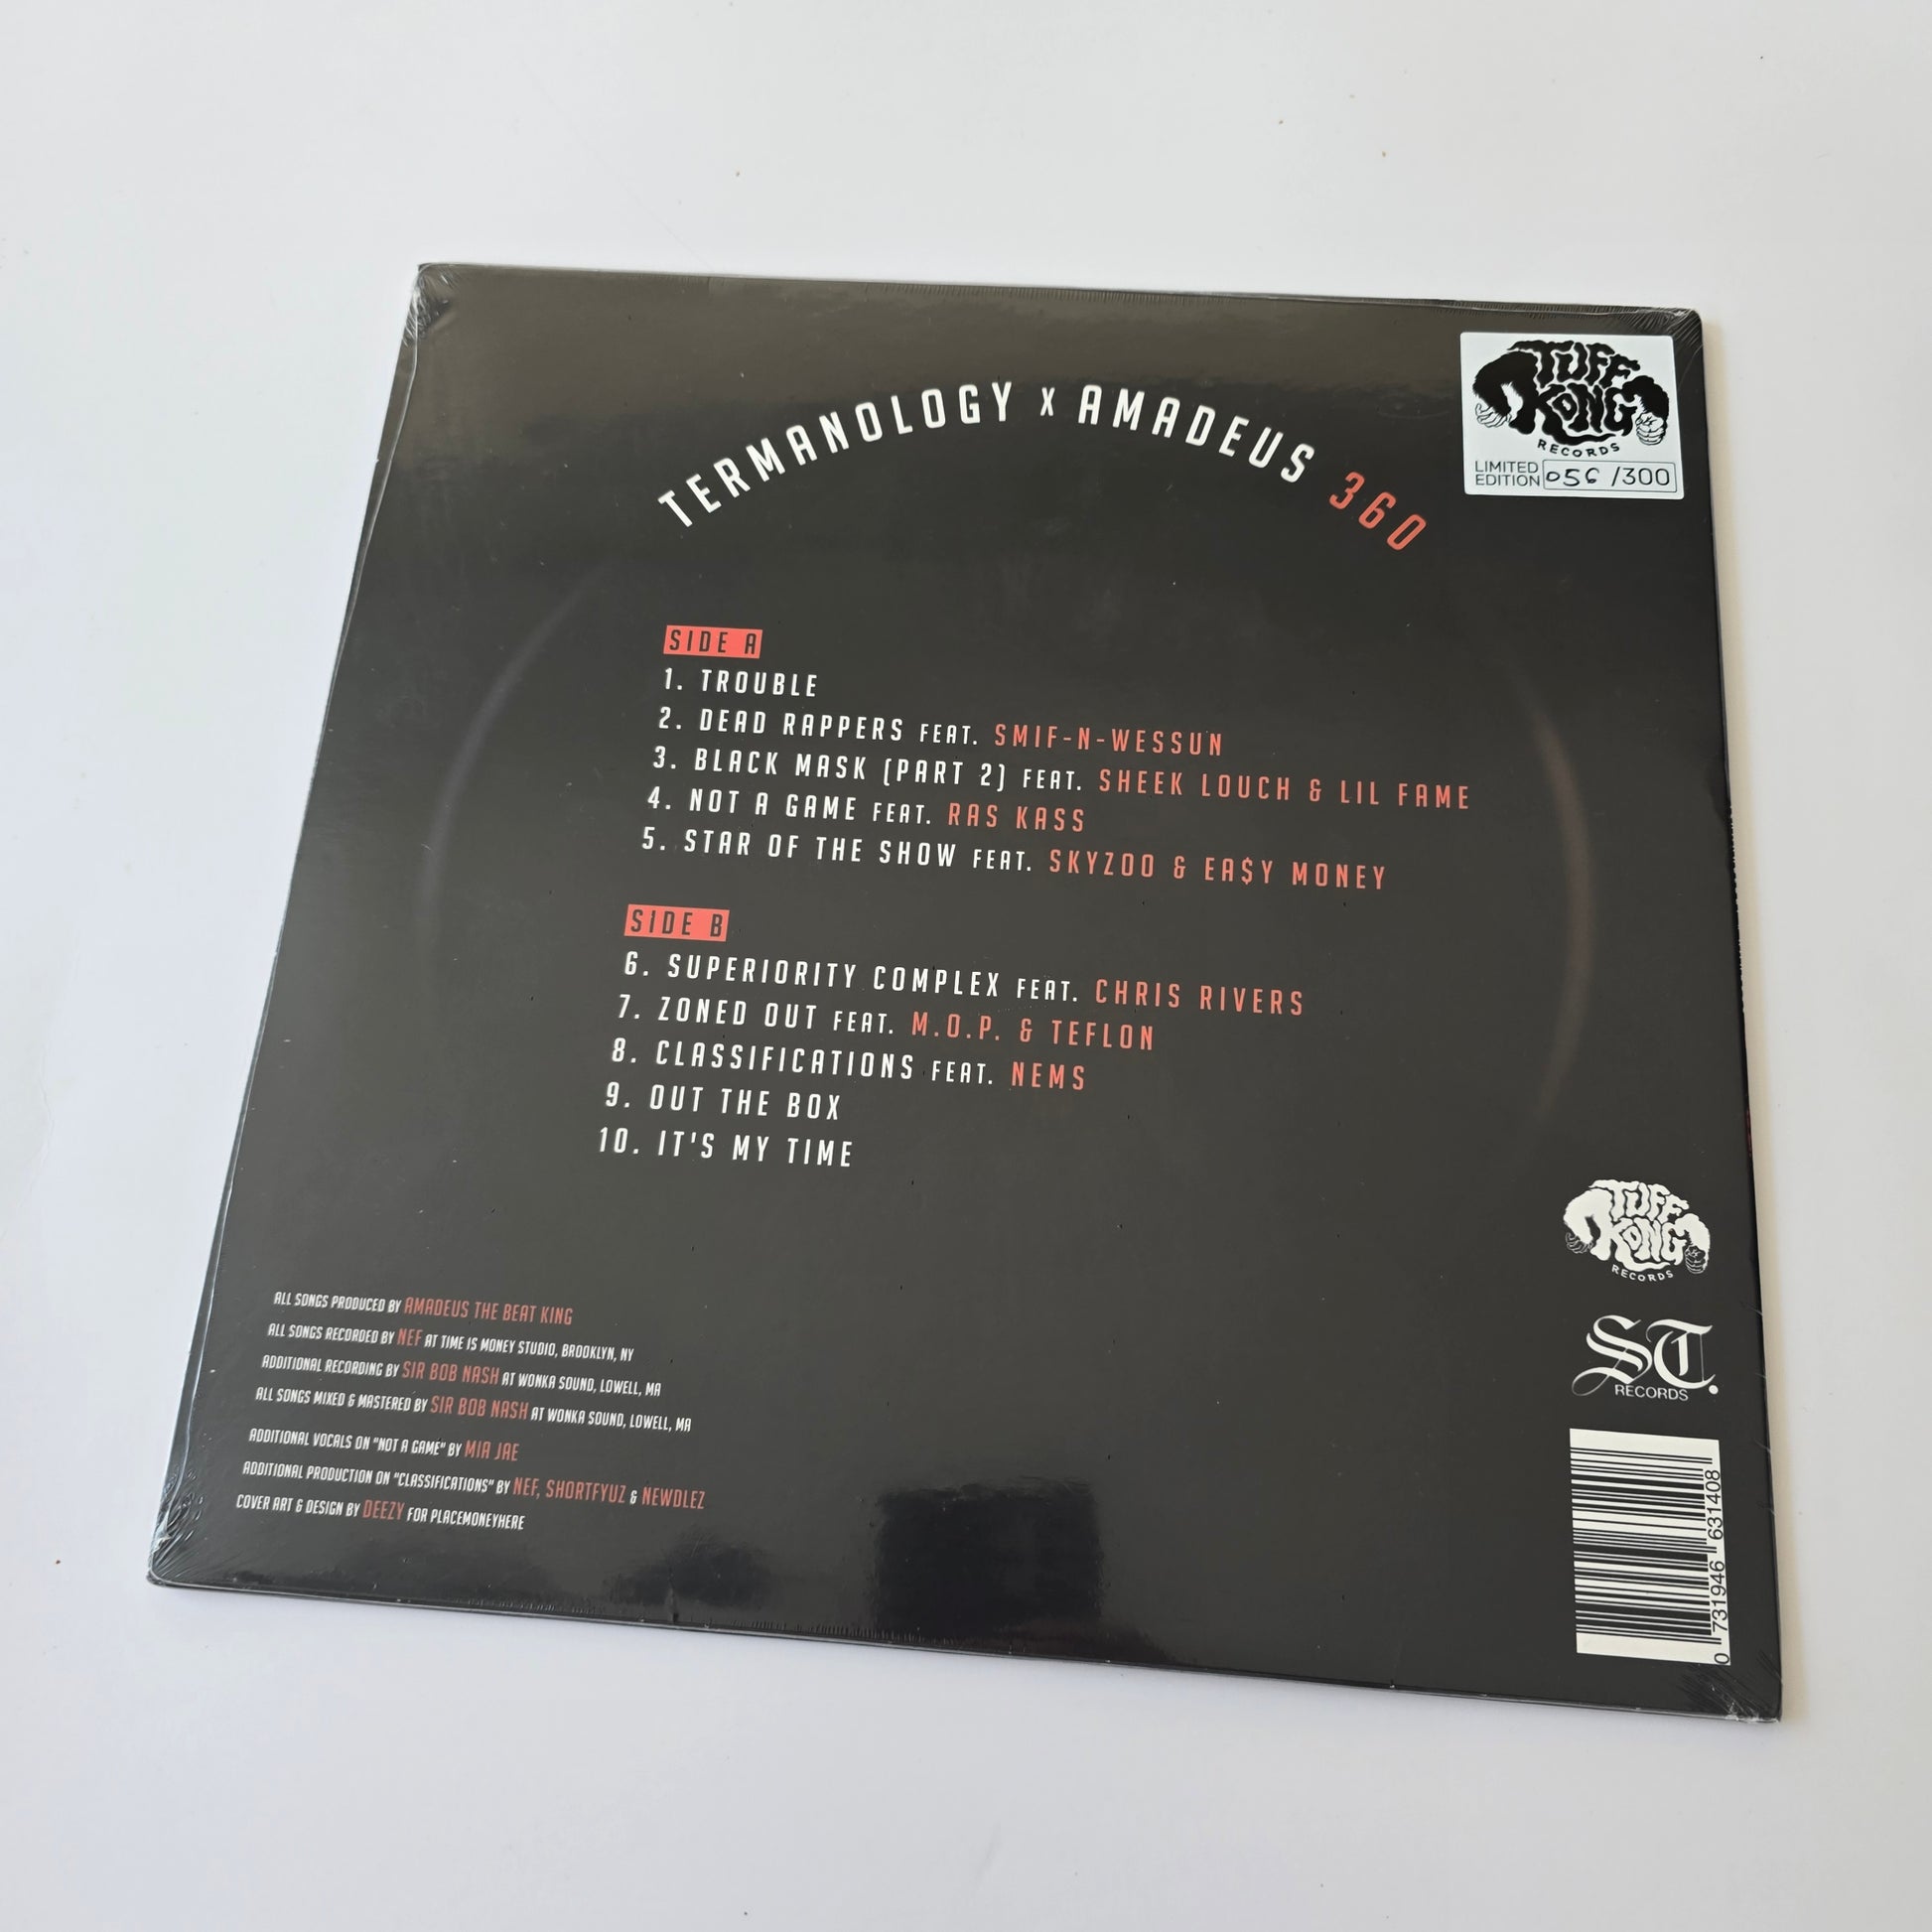 TERMANOLOGY X AMADEUS 360
TUFF
KONG
RECORDS
LIMITED
EDITION 056 /300
SIDE A
1. TROUBLE
2. DEAD RAPPERS FEAT. SMIF-N-WESSUN
3. BLACK MASK (PART 2) FEAT. SHEEK LOUCH & LIL FAME
4. NOT A GAME FEAT. RAS KASS
5. STAR OF THE SHOW FEAT. SKYZOO & EA$Y MONEY
SIDE B
6. SUPERIORITY COMPLEX FEAT. CHRIS RIVERS
7. ZONED OUT FEAT. M.O.P. & TEFLON
8. CLASSIFICATIONS FEAT. NEMS
9. OUT THE BOX
10. IT'S MY TIME
ALL SONGS PRODUCED BY AMADEUS THE BEAT KING
ALL SONGS RECORDED BY NEF AT TIME IS MONEY STUDIO, BROOKLYN, NY
ADDITIONAL RECORDING BY SIR BOB NASH AT WONKA SOUND, LOWELL, MA
ALL SONGS MIXED & MASTERED BY SIR BOB NASH AT WONKA SOUND, LOWELL, MA
ADDITIONAL VOCALS ON "NOT A GAME" BY MIA JAE
ADDITIONAL PRODUCTION ON "CLASSIFICATIONS" BY NEF, SHORTFYUZ & NEWDLEZ
COVER ART & DESIGN BY DEEZY FOR PLACEMONEYHERE
TUFF
KONG
RECORDS
ST.
RECORDS
0 731946 631408